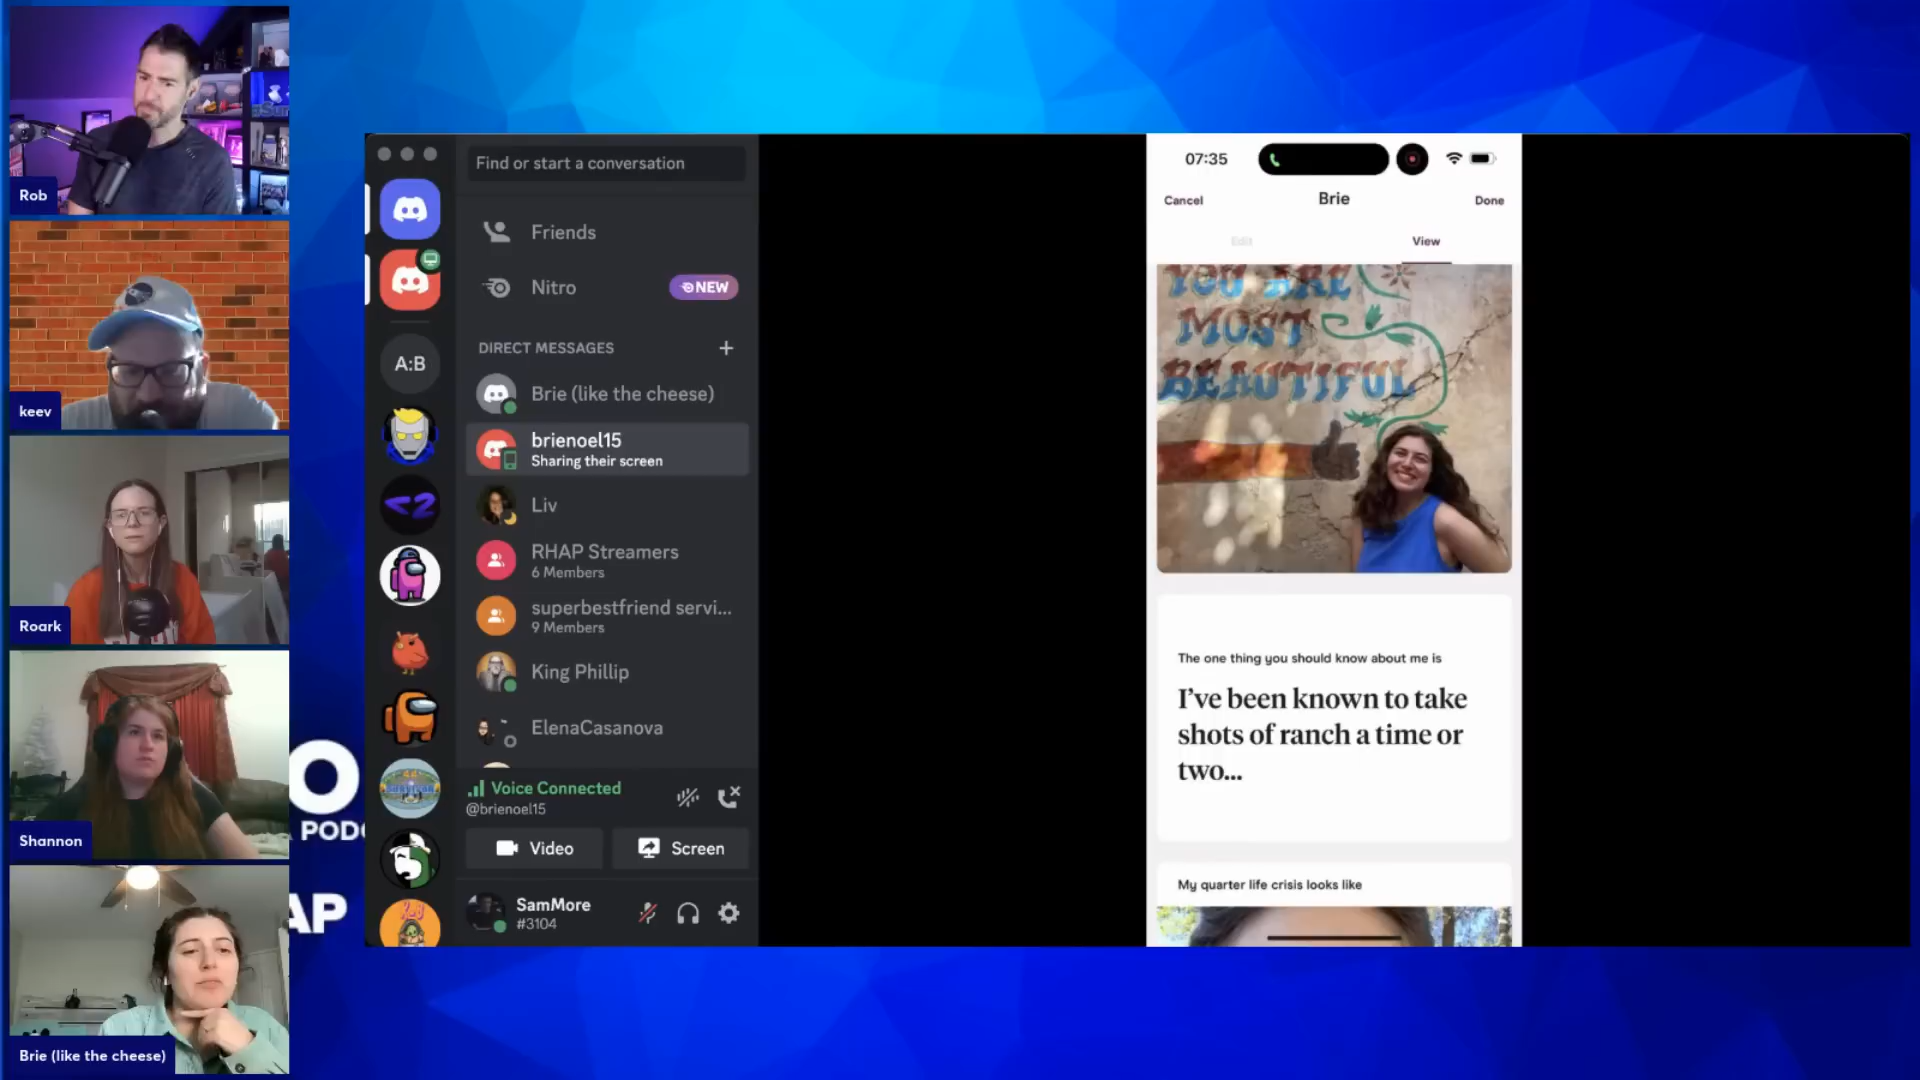 Rob
keev
Roark
Shannon
Brie (like the cheese)
O
PODC
AP
Find or start a conversation
Friends
Nitro
NEW
DIRECT MESSAGES
A:B
<2
Brie (like the cheese)
brienoel15
Sharing their screen
Liv
RHAP Streamers
6 Members
superbestfriend servi...
9 Members
King Phillip
ElenaCasanova
Voice Connected
@brienoel15
Video
Screen
SamMore
#3104
07:35
Cancel
Brie
Done
Edit
View
YOU ARE
MOST
BEAUTIFUL
The one thing you should know about me is
I've been known to take
shots of ranch a time or
two...
My quarter life crisis looks like